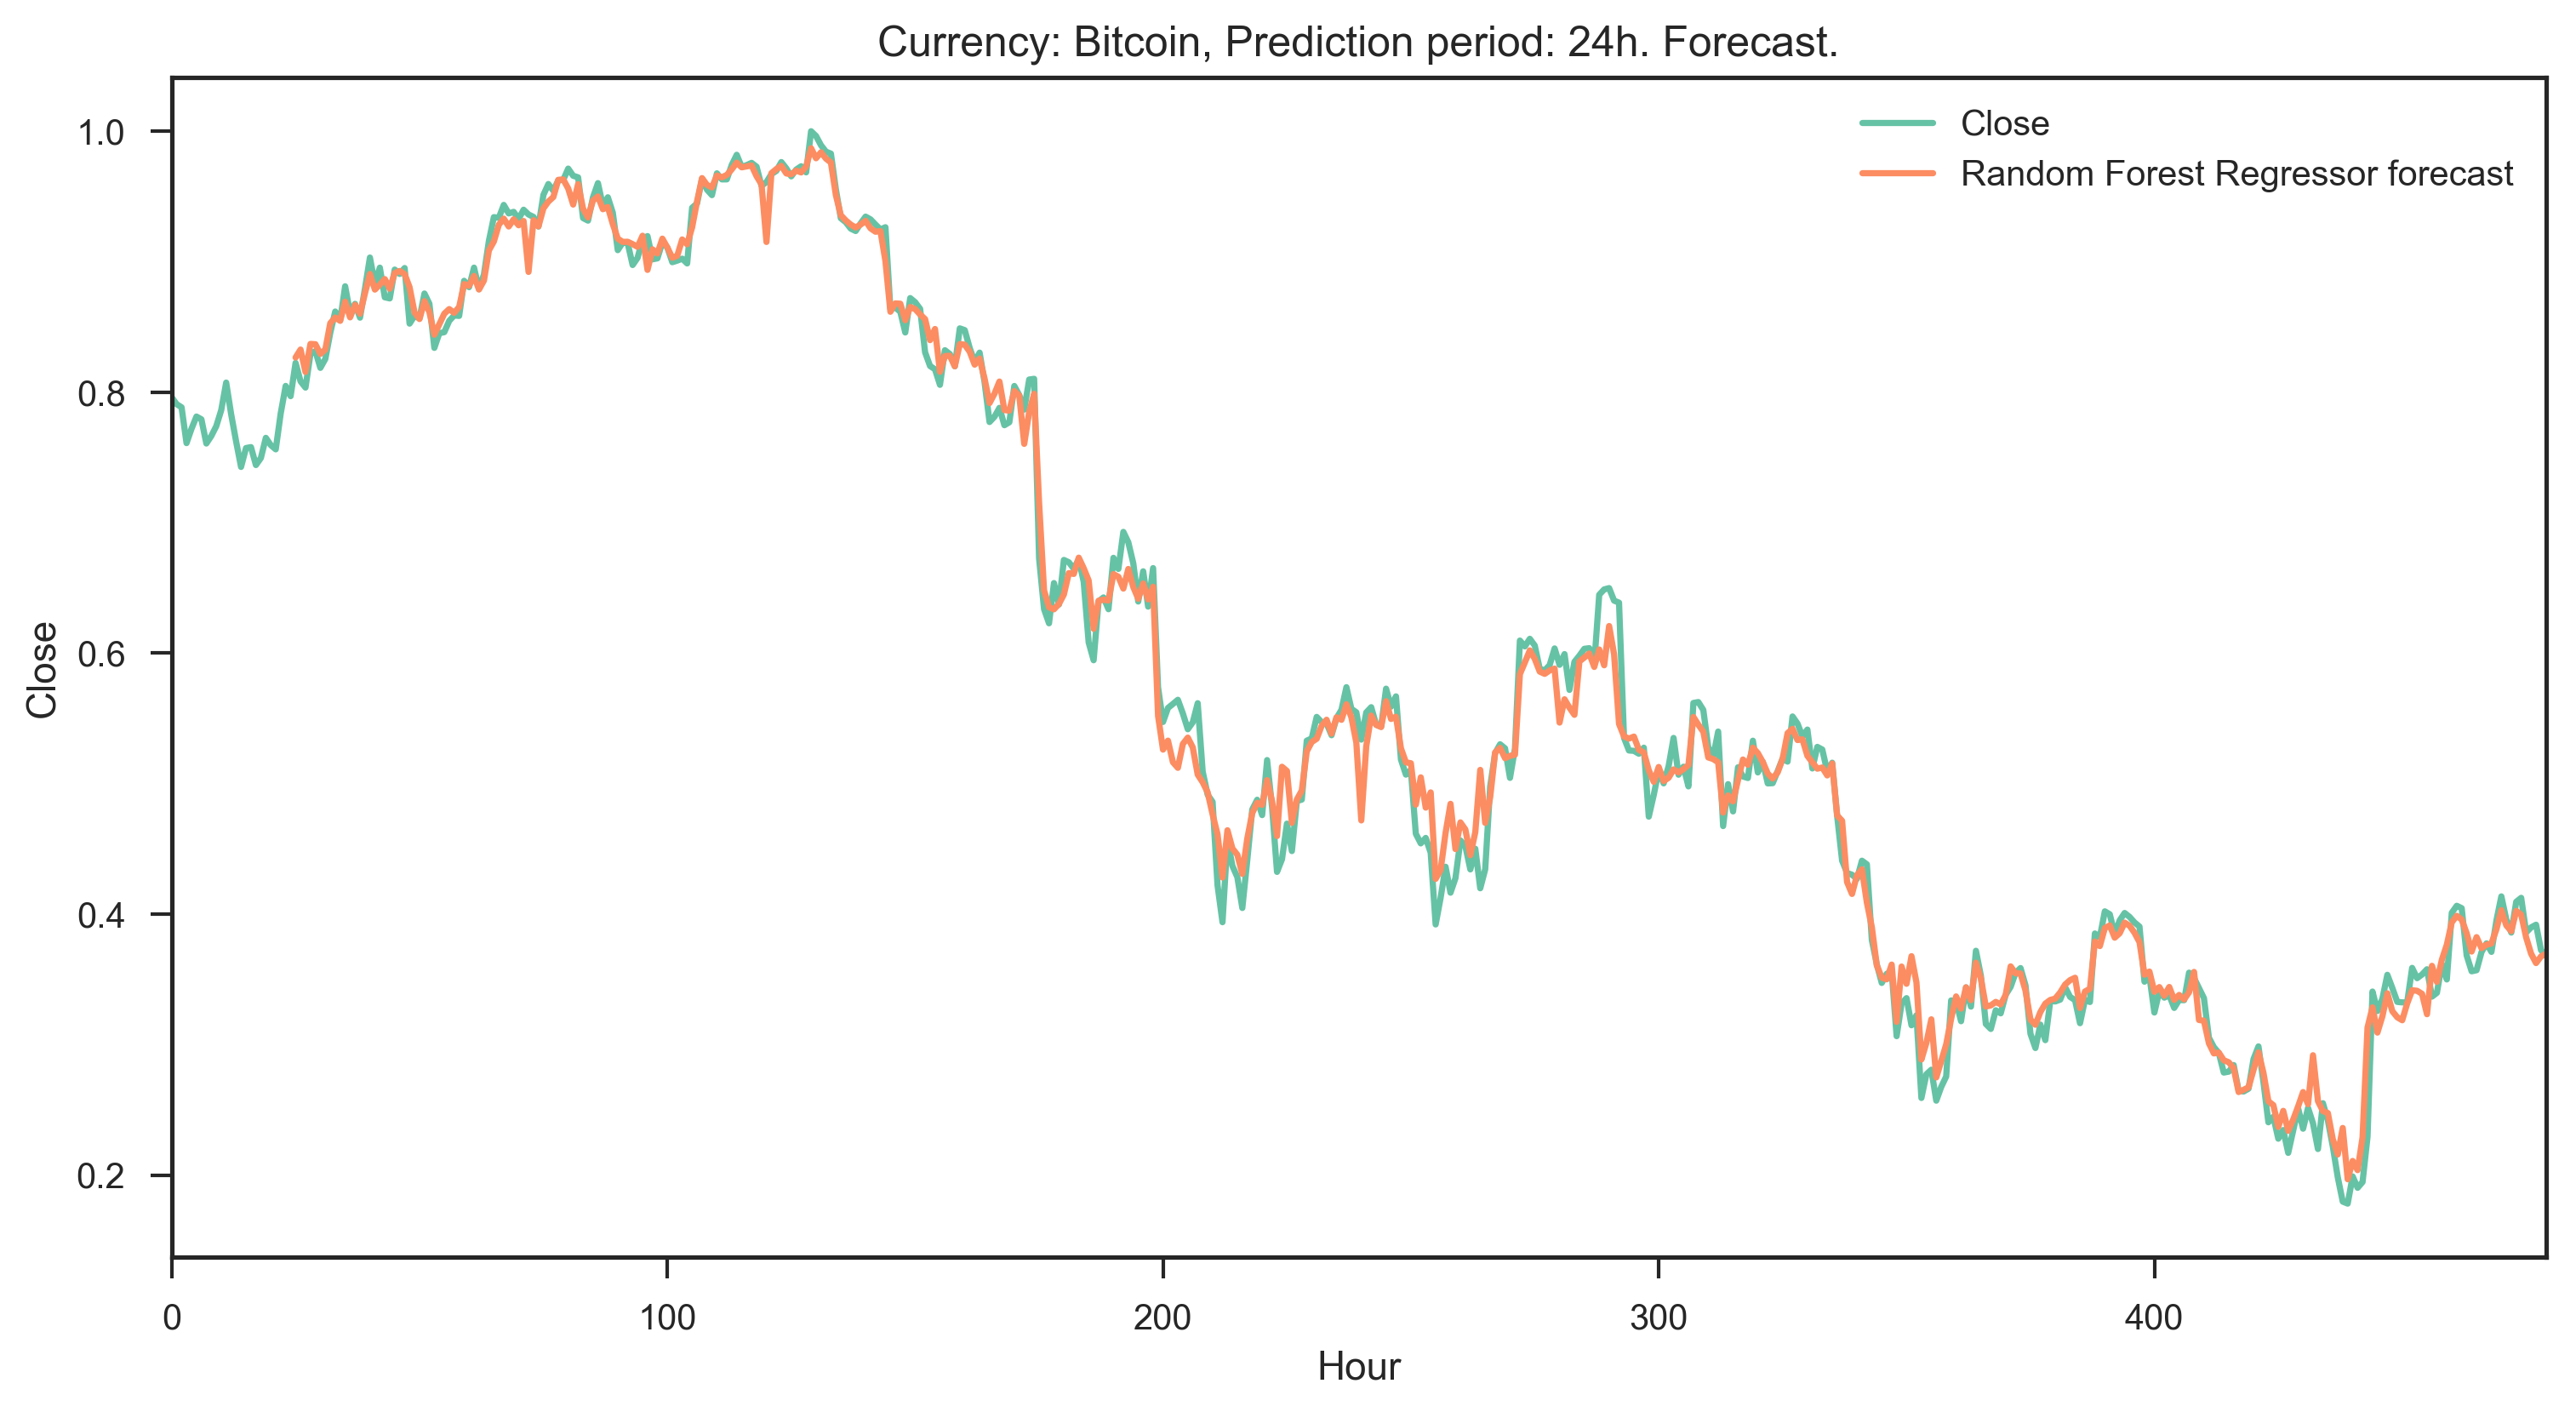 Currency: Bitcoin, Prediction period: 24h. Forecast.
Close
Random Forest Regressor forecast
1.0
0.8
0.6
0.4
0.2
Close
0
100
200
300
400
Hour